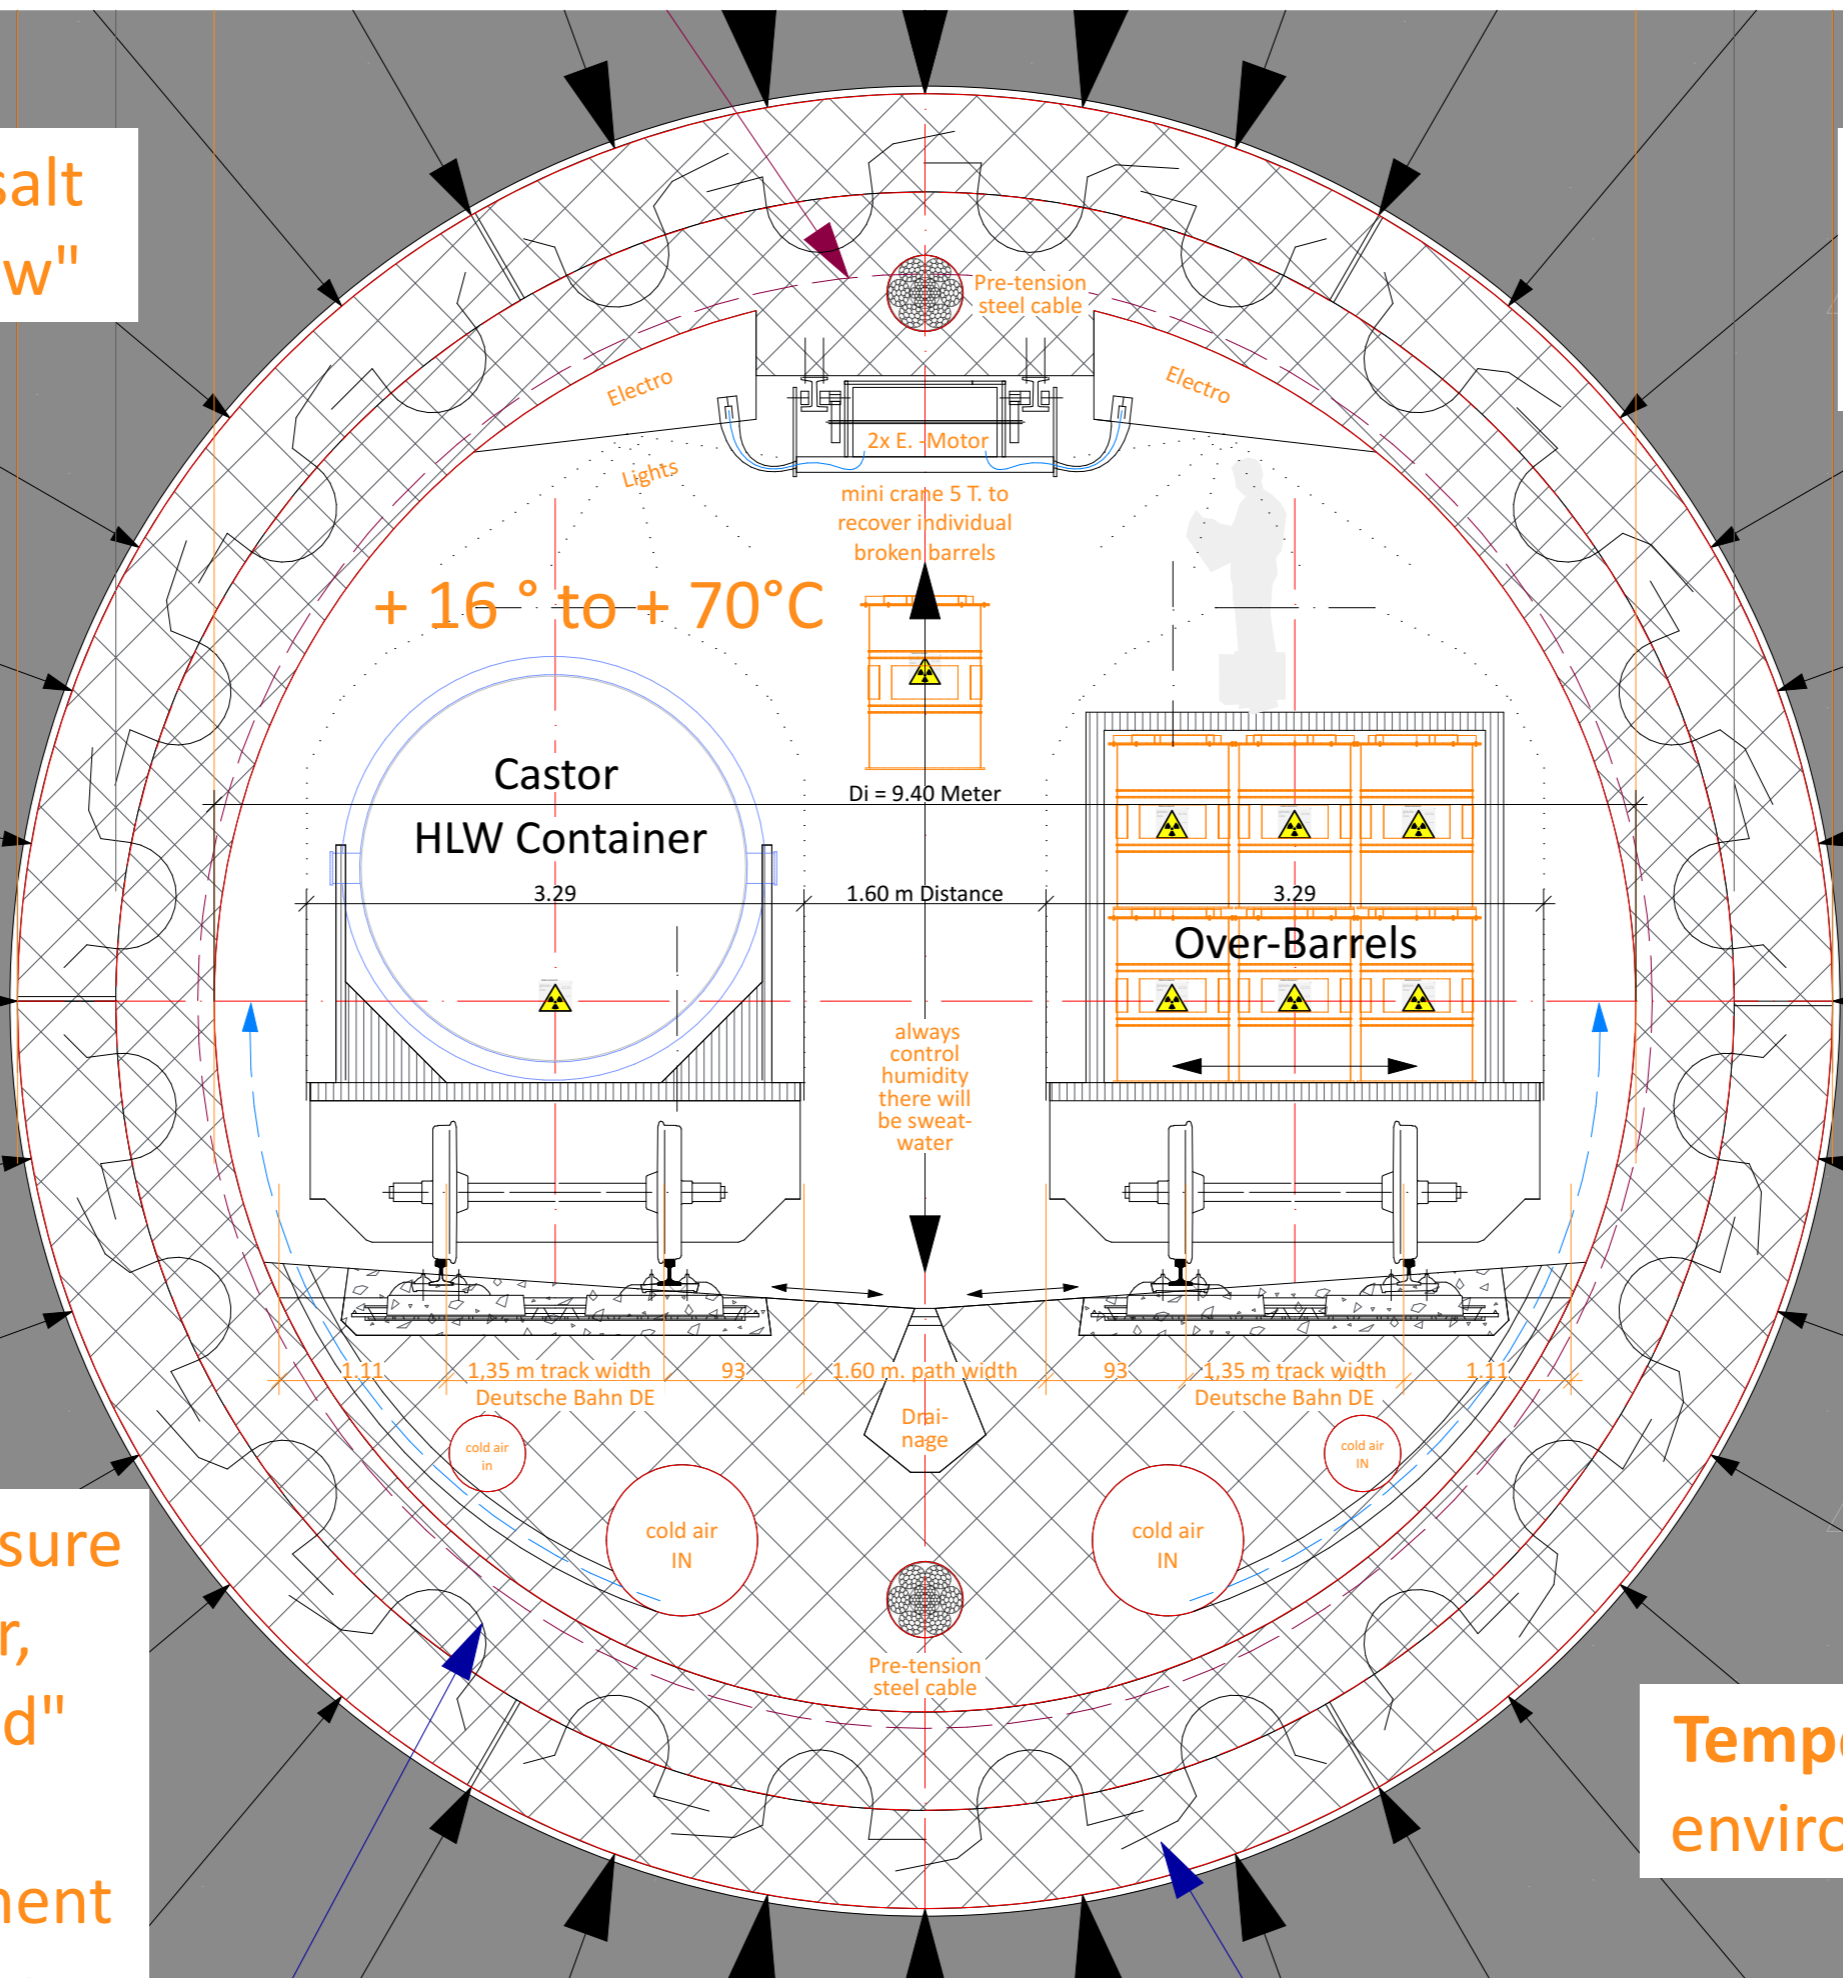 salt
w"
Pre-tension
steel cable
Electro
Electro
2x E. -Motor
Lights
mini crane 5 T. to
recover individual
broken barrels
+ 16 ° to + 70°C
Castor
HLW Container
Di = 9.40 Meter
3.29
1.60 m Distance
3.29
Over-Barrels
always
control
humidity
there will
be sweat-
water
1.11
1,35 m track width
93
1.60 m. path width
93
1,35 m track width
1.11
Deutsche Bahn DE
Deutsche Bahn DE
Drai-
nage
cold air
in
cold air
IN
cold air
IN
cold air
IN
Pre-tension
steel cable
sure
r,
d"
ment
Temp
enviro